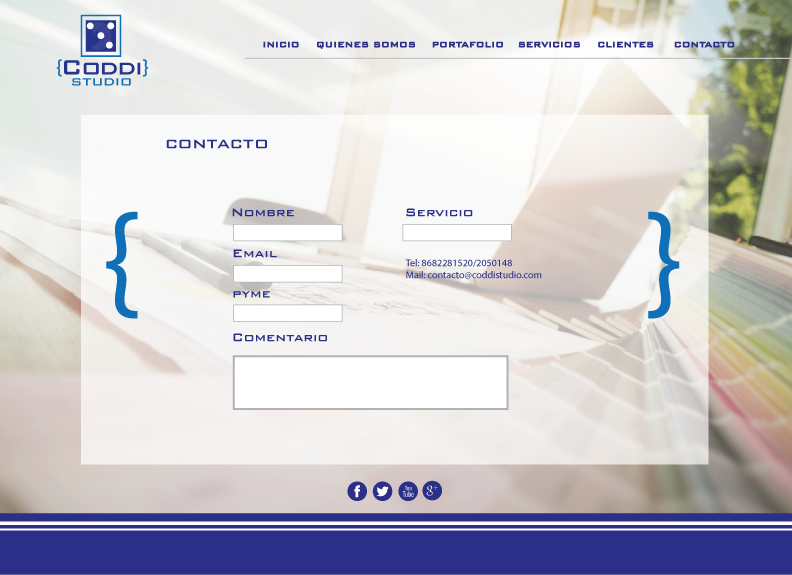 {CODDI}
STUDIO
INICIO QUIENES SOMOS PORTAFOLIO SERVICIOS CLIENTES CONTACTO
CONTACTO
{ }
Nombre
Servicio
Email
Tel: 8682281520/2050148
Mail: contacto@coddistudio.com
PYME
Comentario
f You Tube g+